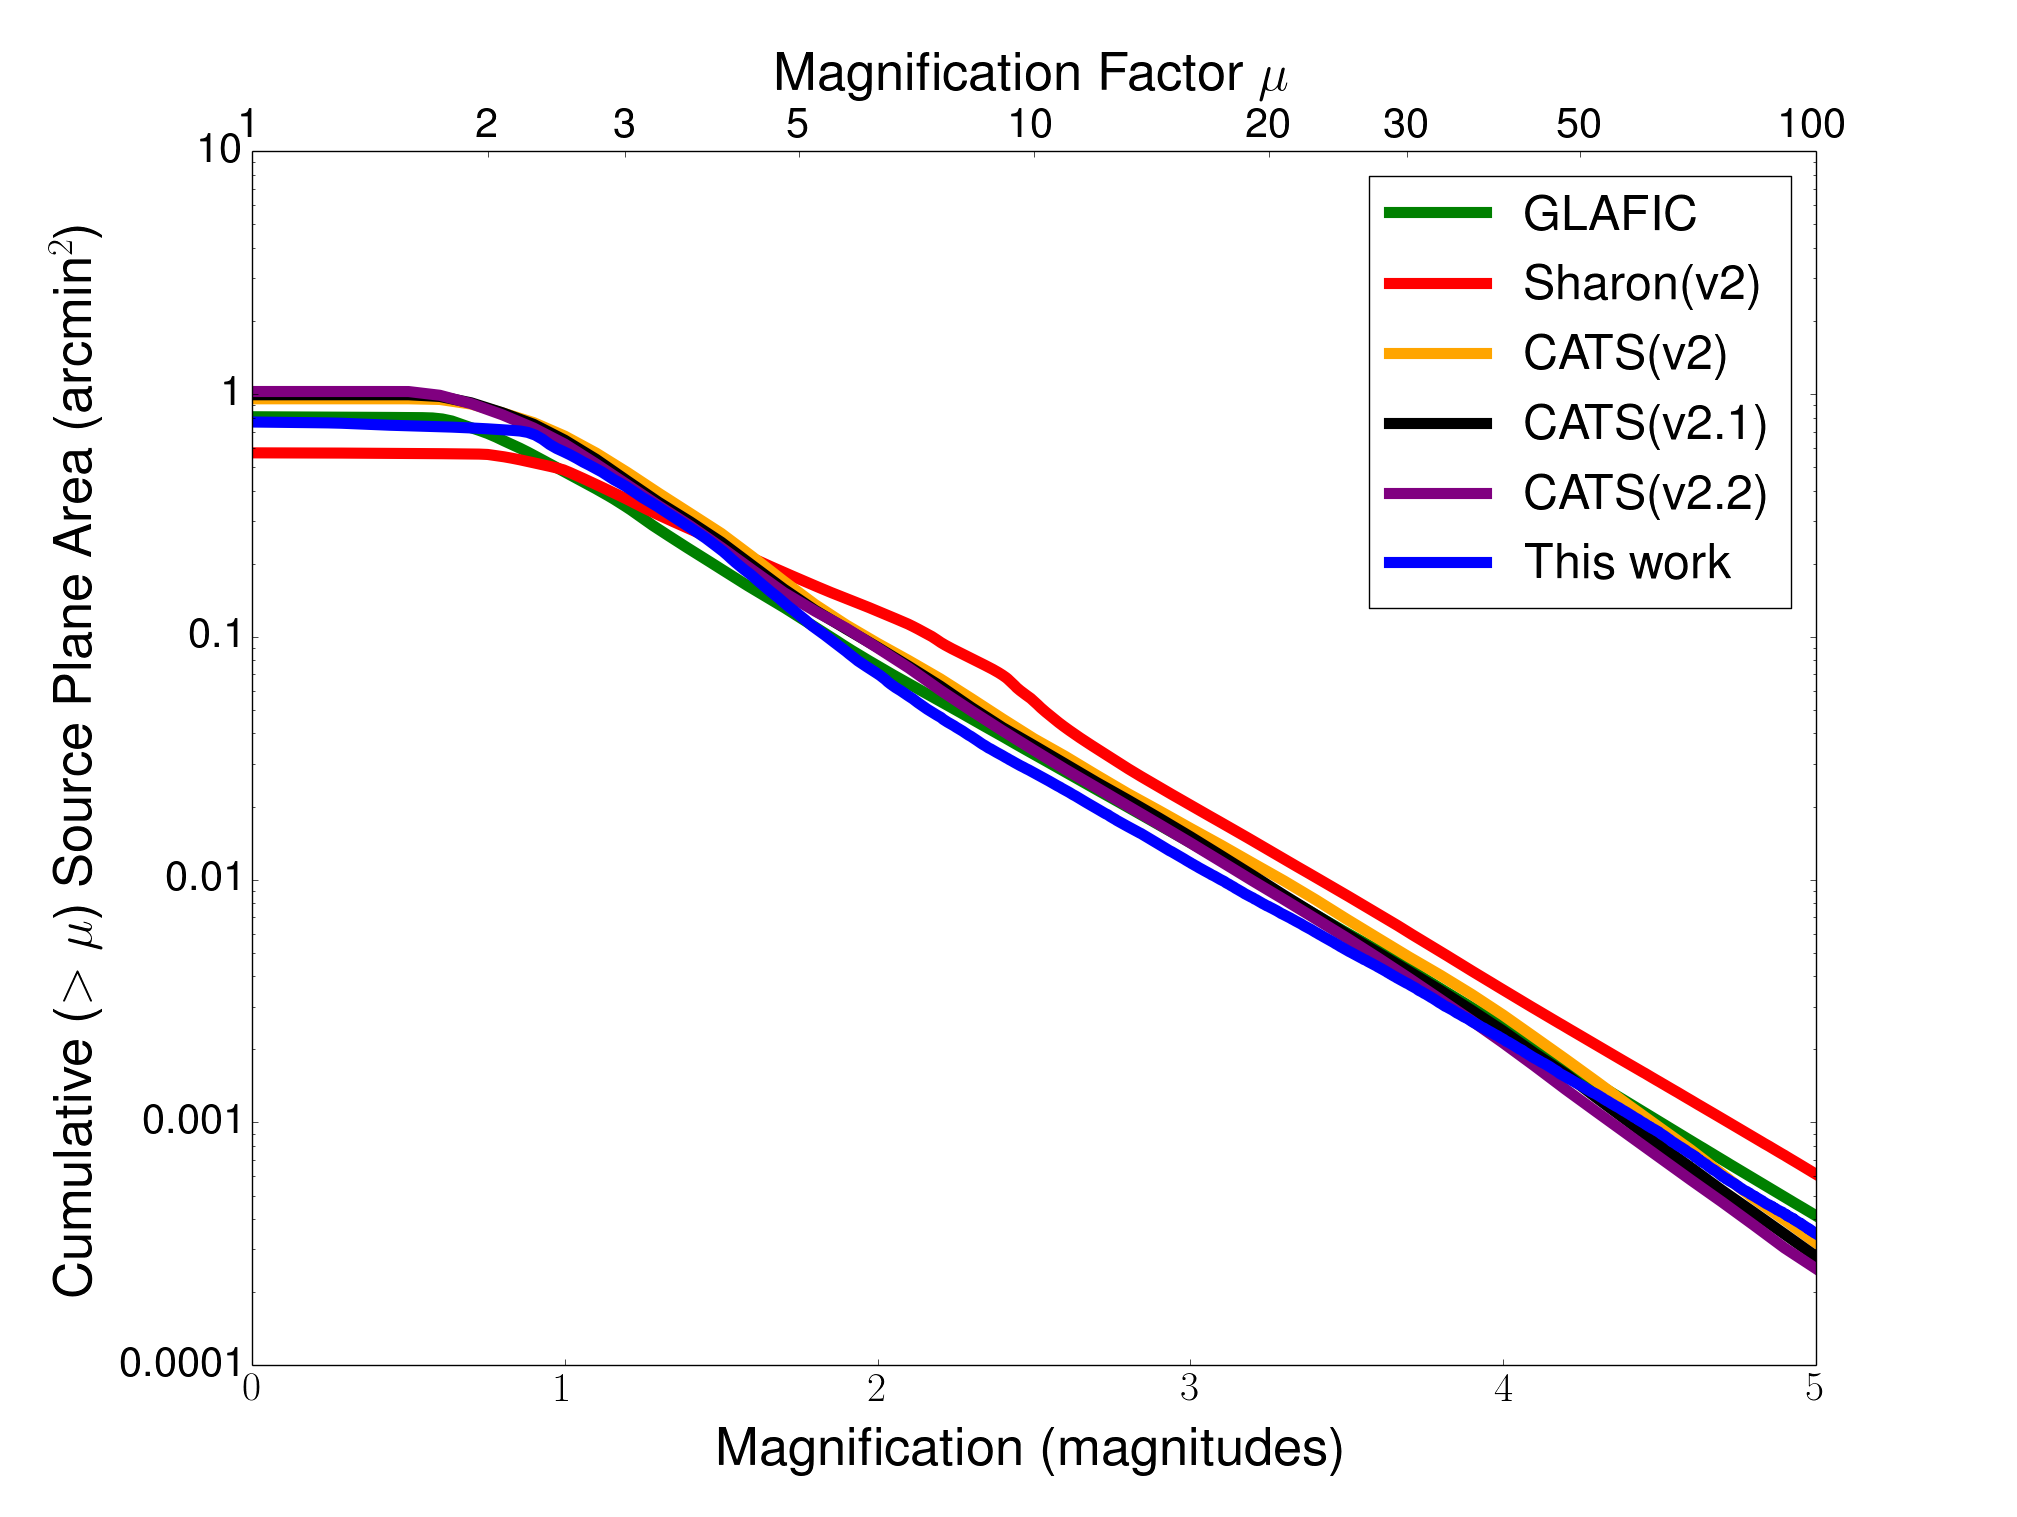 Magnification Factor μ
1 2 3 5 10 20 30 50 100
10
1
0.1
0.01
0.001
0.0001
Cumulative (> μ) Source Plane Area (arcmin²)
GLAFIC
Sharon(v2)
CATS(v2)
CATS(v2.1)
CATS(v2.2)
This work
0 1 2 3 4 5
Magnification (magnitudes)